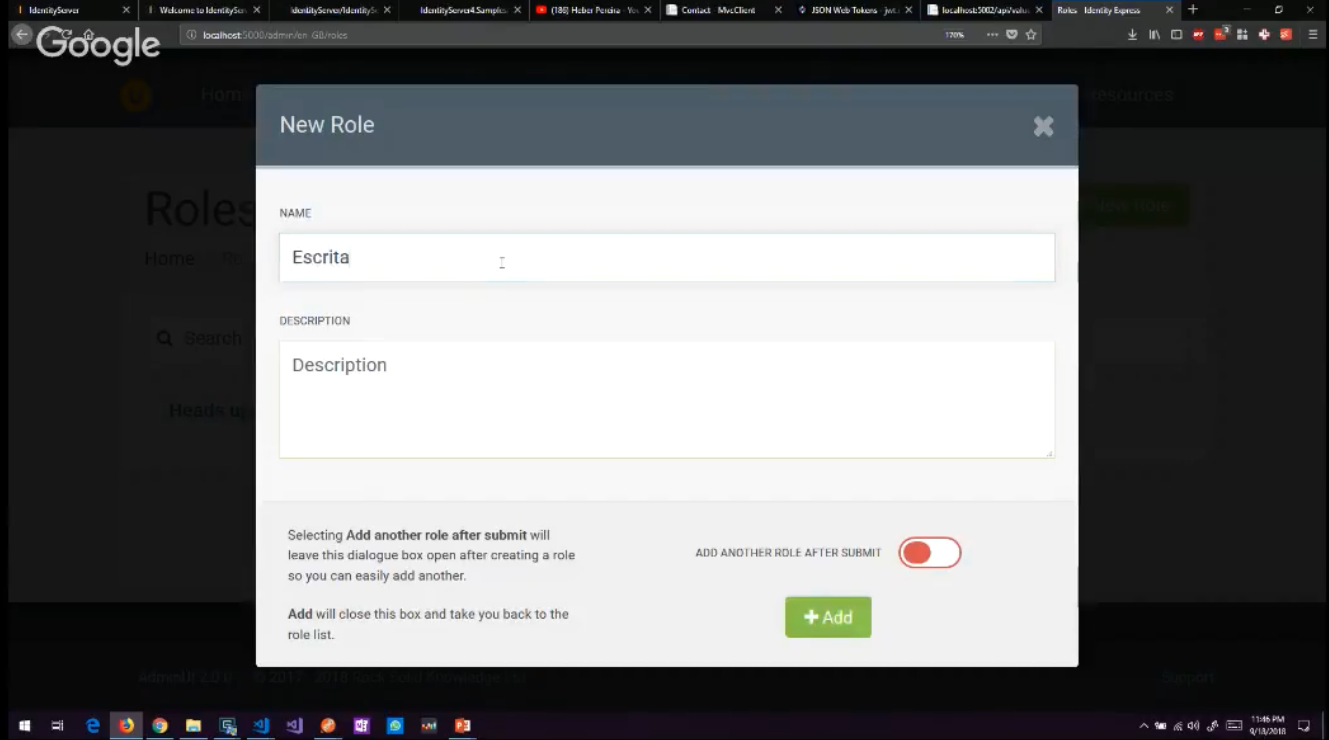 IdentityServer
Welcome to IdentityServ
IdentityServer/IdentityS
IdentityServer4.Samples
(186) Heber Pereira - You
Contact - MvcClient
JSON Web Tokens - jwt.
localhost:5002/api/valu
Roles - Identity Express
Google
localhost:5000/admin/en-GB/roles
170%
Hom
esources
New Role
Roles
New Role
NAME
Home
Escrita
DESCRIPTION
Search
Description
Heads up
Selecting Add another role after submit will
leave this dialogue box open after creating a role
so you can easily add another.
ADD ANOTHER ROLE AFTER SUBMIT
Add will close this box and take you back to the
role list.
Add
AdminUI 2.0.0 © 2017 - 2018 Rock Solid Knowledge
Support
11:46 PM
9/18/2018